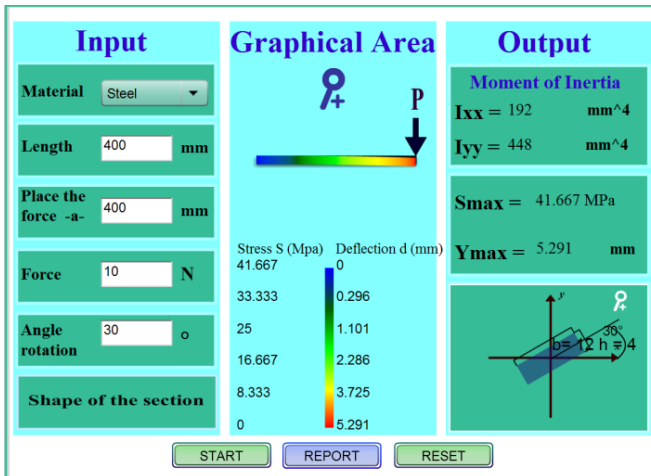 Input
Material Steel
Length 400 mm
Place the
force -a- 400 mm
Force 10 N
Angle
rotation 30 o
Shape of the section
Graphical Area
P
Stress S (Mpa) Deflection d (mm)
41.667 0
33.333 0.296
25 1.101
16.667 2.286
8.333 3.725
0 5.291
Output
Moment of Inertia
Ixx = 192 mm^4
Iyy = 448 mm^4
Smax = 41.667 MPa
Ymax = 5.291 mm
y
30°
b= 12 h = 4
START REPORT RESET